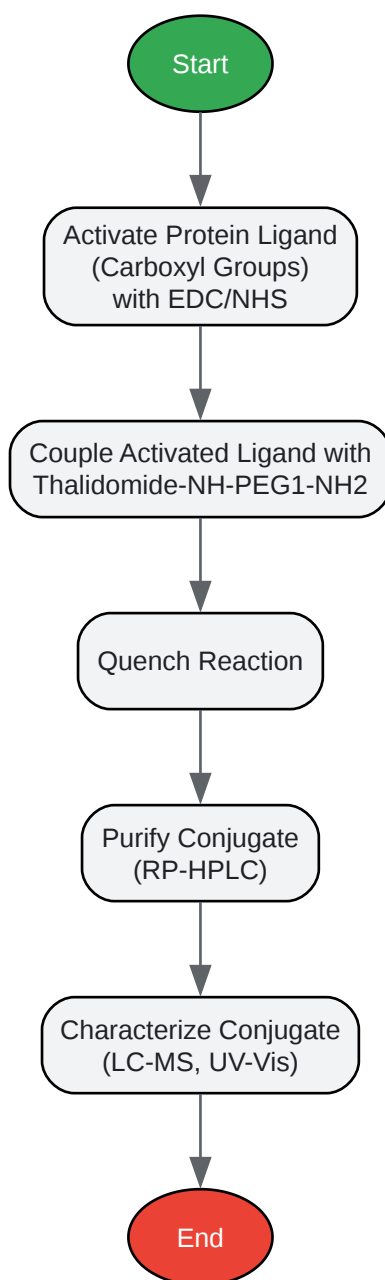 Start
Activate Protein Ligand
(Carboxyl Groups)
with EDC/NHS
Couple Activated Ligand with
Thalidomide-NH-PEG1-NH2
Quench Reaction
Purify Conjugate
(RP-HPLC)
Characterize Conjugate
(LC-MS, UV-Vis)
End